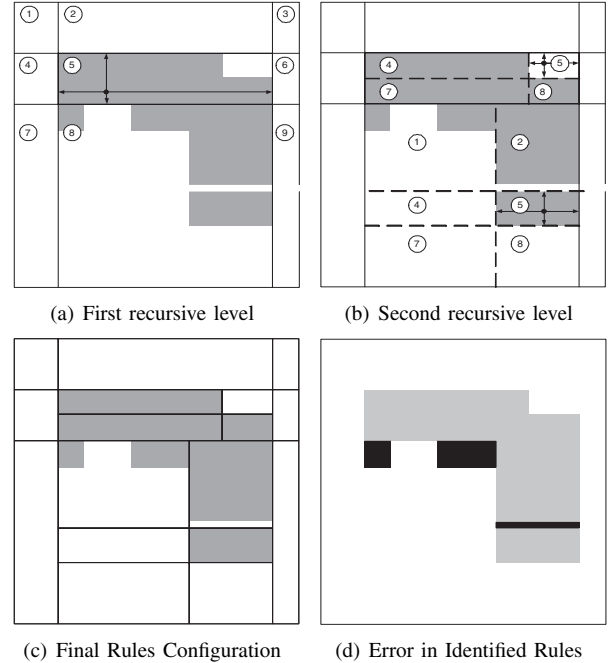 1 2 3
4 5 6
7 8 9
4 5
7 8
1 2
4 5
7 8
(a) First recursive level
(b) Second recursive level
(c) Final Rules Configuration
(d) Error in Identified Rules